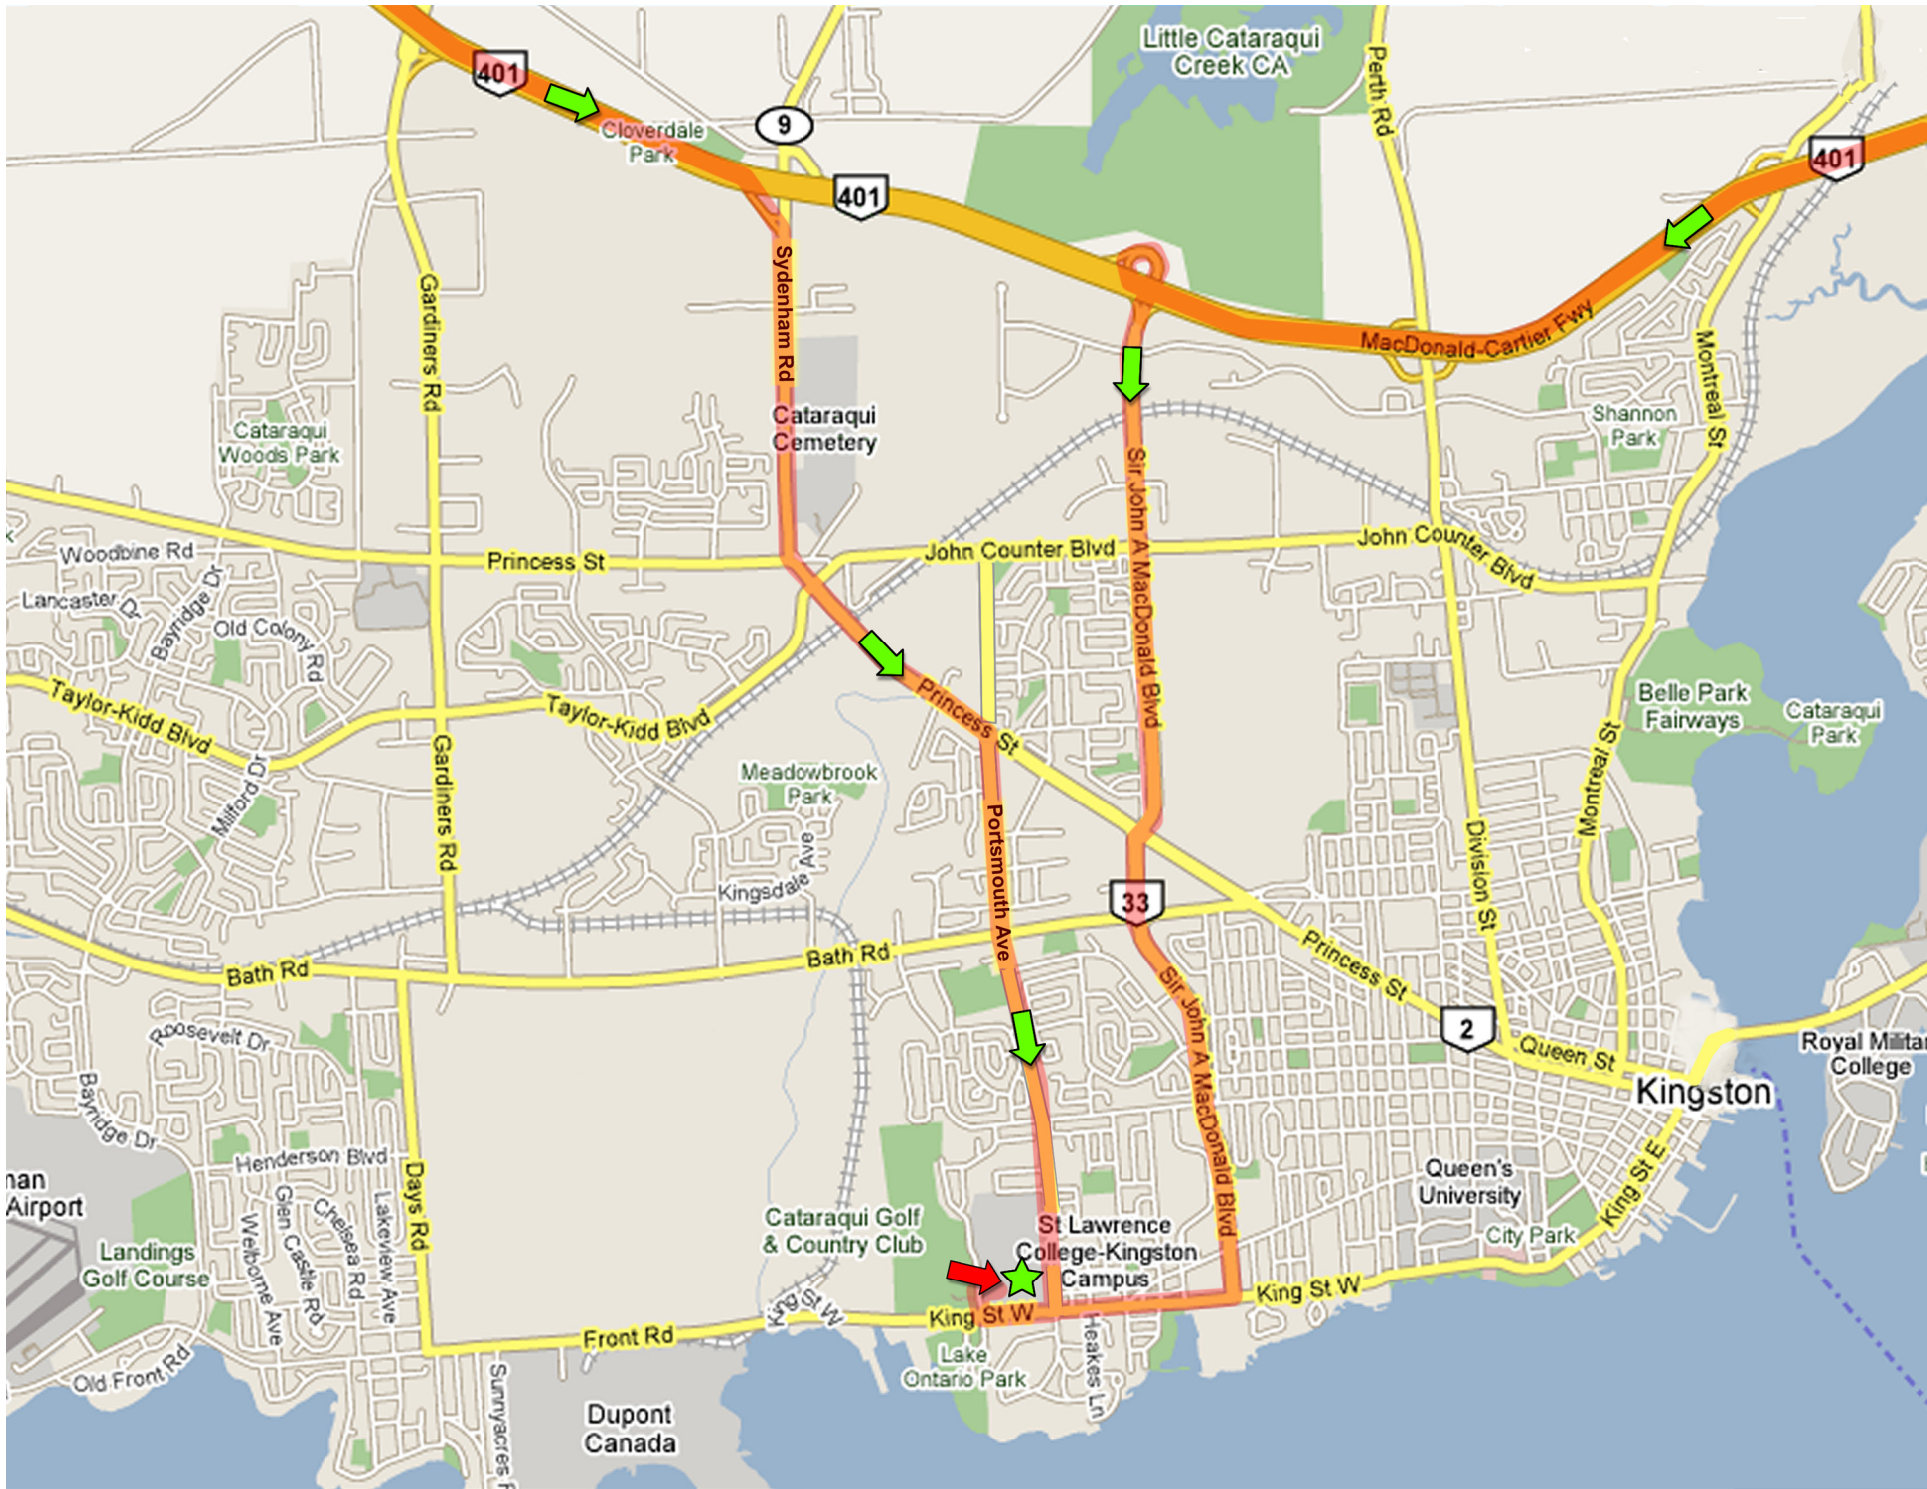 Little Cataraqui
Creek CA
Perth Rd
401
9
Cloverdale
Park
401
401
Sydenham Rd
Gardiners Rd
MacDonald-Cartier Fwy
Montreal St
Cataraqui
Cemetery
Shannon
Park
Cataraqui
Woods Park
Sir John A MacDonald Blvd
Woodbine Rd
Princess St
John Counter Blvd
John Counter Blvd
Lancaster Dr
Bayridge Dr
Old Colony Rd
Taylor-Kidd Blvd
Taylor-Kidd Blvd
Princess St
Belle Park
Fairways
Cataraqui
Park
Gardiners Rd
Milford Dr
Meadowbrook
Park
Montreal St
Portsmouth Ave
Division St
Kingsdale Ave
33
Bath Rd
Bath Rd
Princess St
Sir John A MacDonald Blvd
2
Roosevelt Dr
Queen St
Royal Milita
College
Kingston
Bayridge Dr
Henderson Blvd
Days Rd
man
Airport
Queen's
University
King St E
Glen Castle Rd
Chelsea Rd
Lakeview Ave
Welborne Ave
Cataraqui Golf
& Country Club
St Lawrence
College-Kingston
Campus
City Park
Landings
Golf Course
King St W
King St W
King St W
Front Rd
Old Front Rd
Lake
Ontario Park
Heakes Ln
Sunnyacres
Dupont
Canada